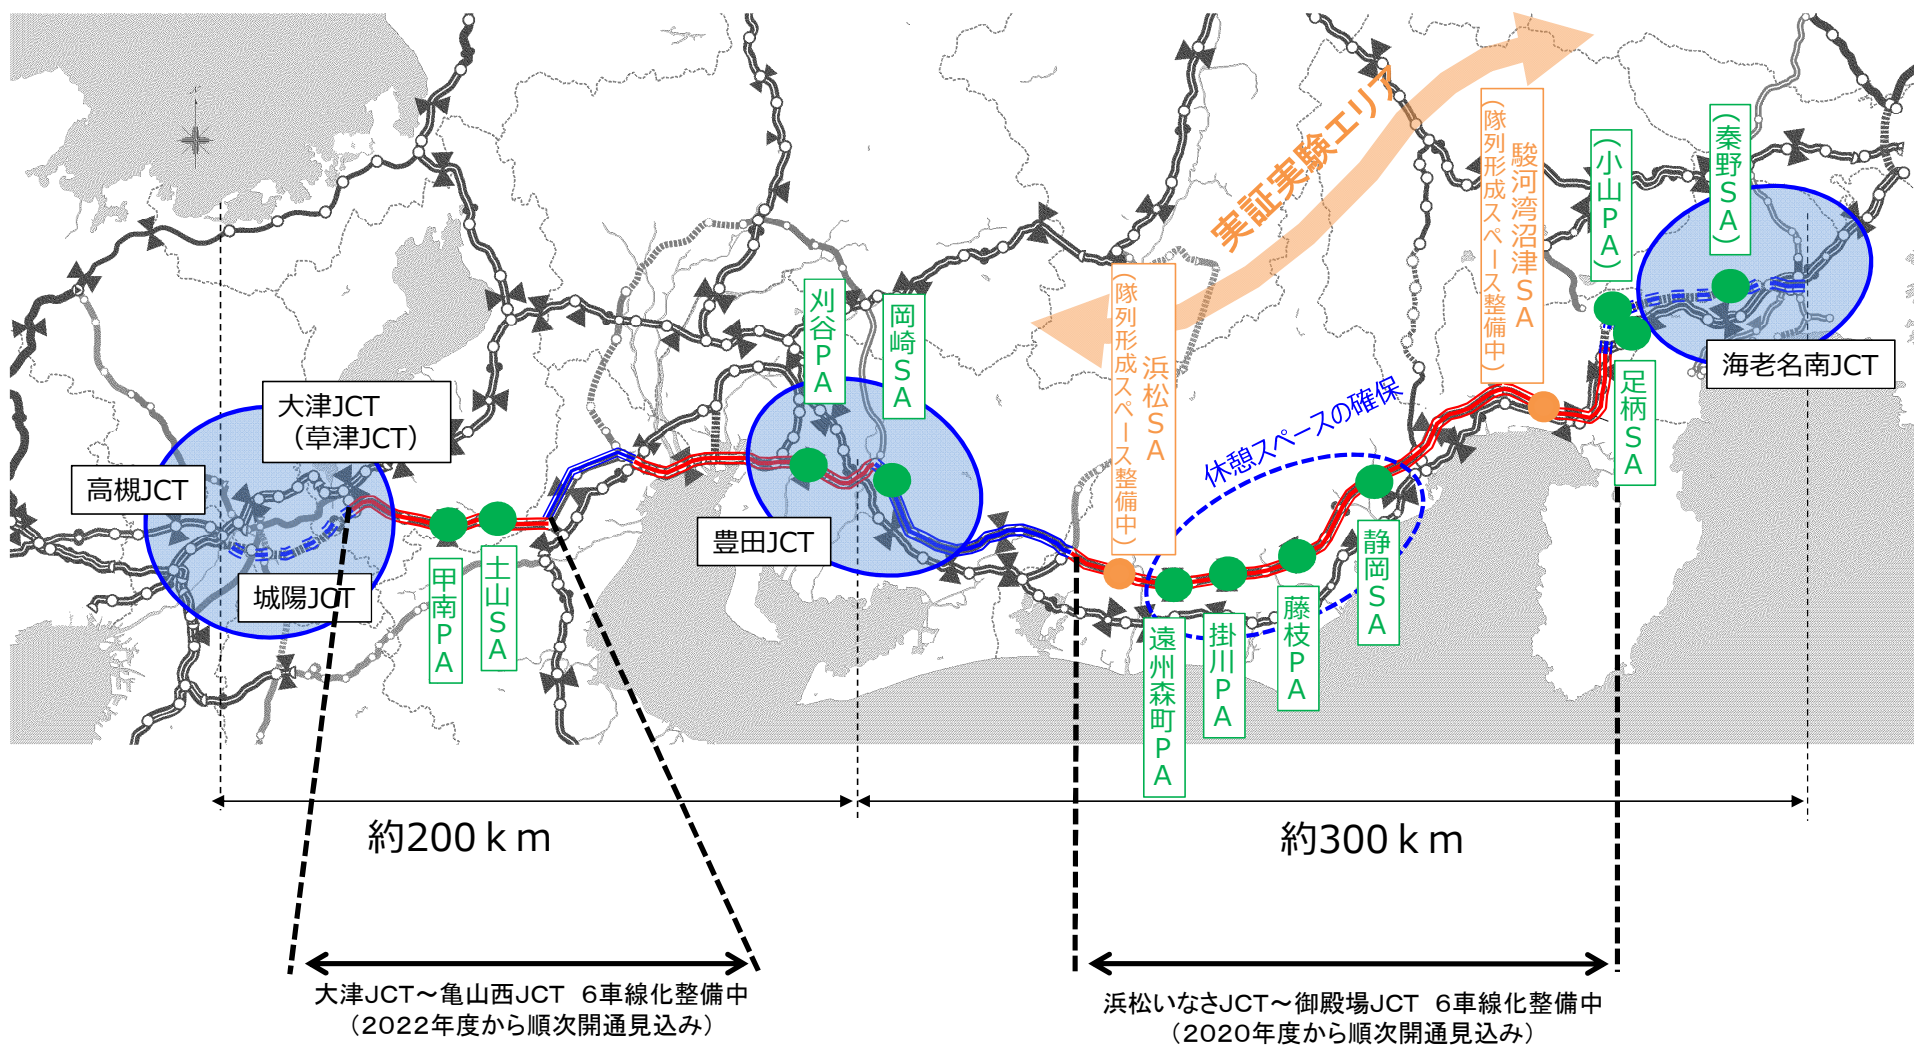 実証実験エリア
駿河湾沼津SA
(隊列形成スペース整備中)
(小山PA)
(秦野SA)
刈谷PA
岡崎SA
浜松SA
(隊列形成スペース整備中)
海老名南JCT
足柄SA
休憩スペースの確保
大津JCT
(草津JCT)
高槻JCT
豊田JCT
城陽JCT
甲南PA
土山SA
静岡SA
藤枝PA
掛川PA
遠州森町PA
約200km
約300km
大津JCT～亀山西JCT 6車線化整備中
(2022年度から順次開通見込み)
浜松いなさJCT～御殿場JCT 6車線化整備中
(2020年度から順次開通見込み)